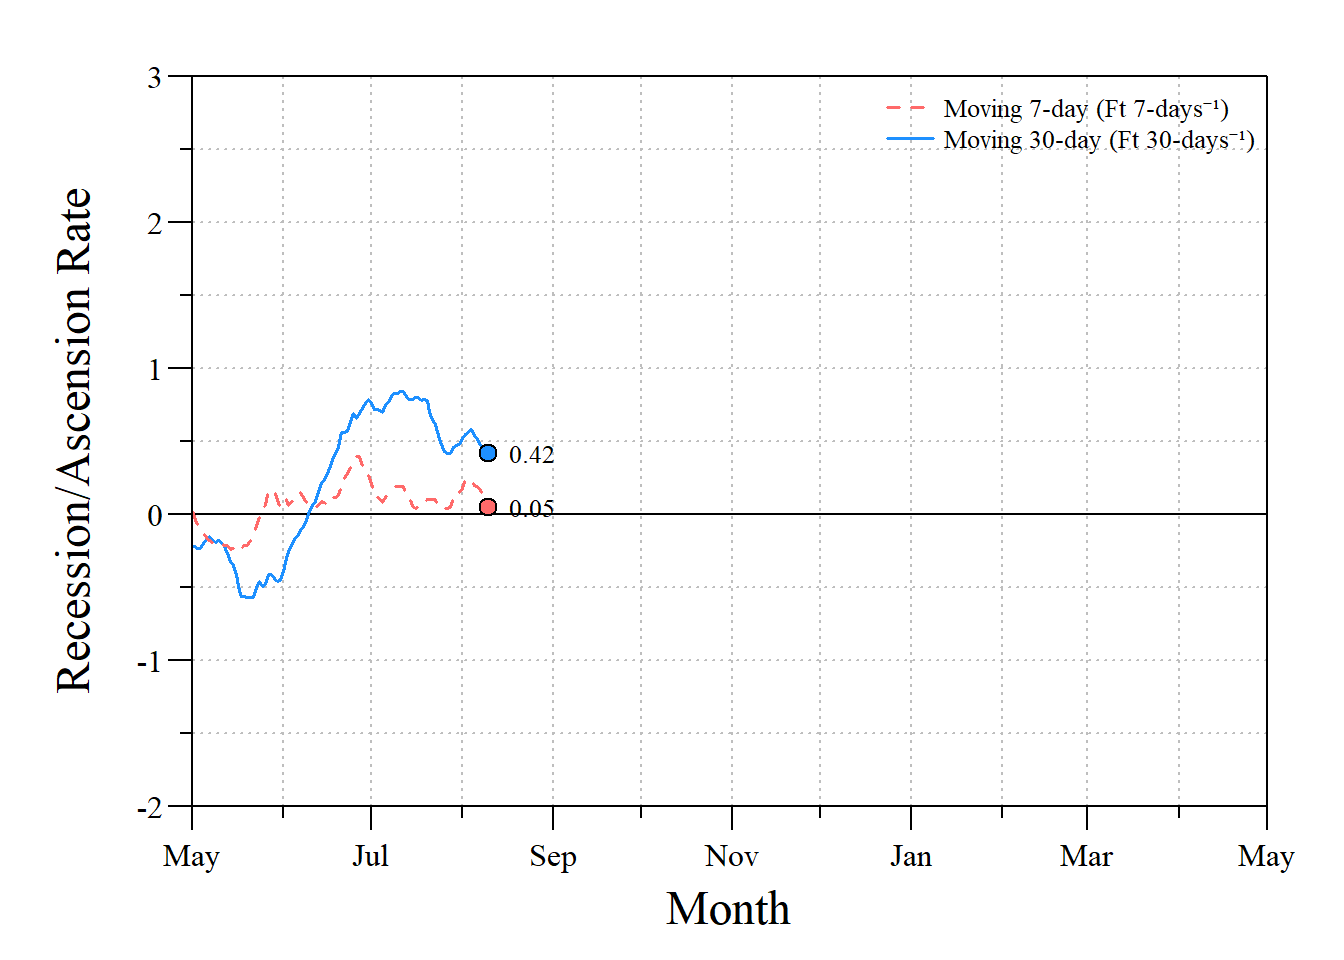 3
Moving 7-day (Ft 7-days⁻¹)
Moving 30-day (Ft 30-days⁻¹)
2
1
0.42
0.05
0
-1
-2
Recession/Ascension Rate
May Jul Sep Nov Jan Mar May
Month